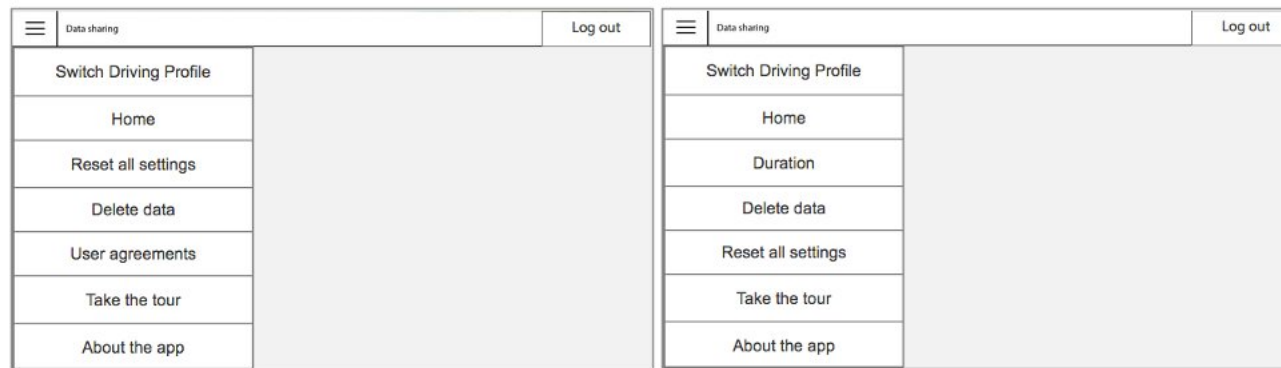 Data sharing
Log out
Switch Driving Profile
Home
Reset all settings
Delete data
User agreements
Take the tour
About the app
Data sharing
Log out
Switch Driving Profile
Home
Duration
Delete data
Reset all settings
Take the tour
About the app